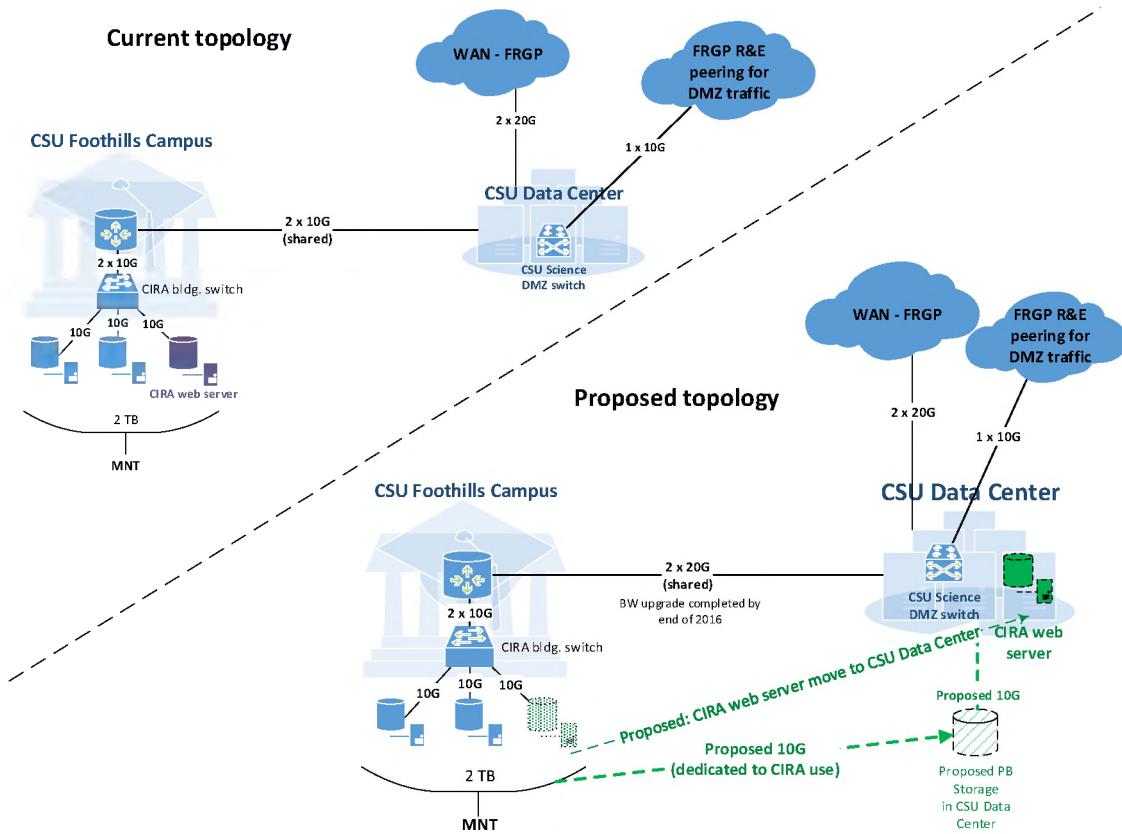 Current topology
WAN - FRGP
FRGP R&E
peering for
DMZ traffic
2 x 20G
1 x 10G
CSU Foothills Campus
CSU Data Center
2 x 10G
(shared)
CSU Science
DMZ switch
2 x 10G
CIRA bldg. switch
10G
10G
10G
CIRA web server
2 TB
MNT
Proposed topology
WAN - FRGP
FRGP R&E
peering for
DMZ traffic
2 x 20G
1 x 10G
CSU Foothills Campus
CSU Data Center
2 x 20G
(shared)
BW upgrade completed by
end of 2016
CSU Science
DMZ switch
2 x 10G
CIRA bldg. switch
CIRA web
server
10G
10G
10G
Proposed: CIRA web server move to CSU Data Center
Proposed 10G
Proposed 10G
(dedicated to CIRA use)
2 TB
MNT
Proposed PB
Storage
in CSU Data
Center